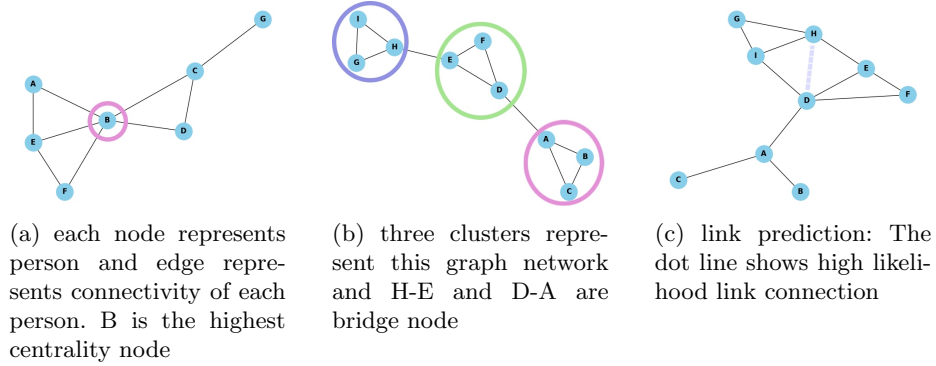 G
C
A
B
D
E
F
I
F
H
G
E
D
A
B
C
G
H
I
E
F
D
A
C
B
(a) each node represents
person and edge repre-
sents connectivity of each
person. B is the highest
centrality node
(b) three clusters repre-
sent this graph network
and H-E and D-A are
bridge node
(c) link prediction: The
dot line shows high likeli-
hood link connection